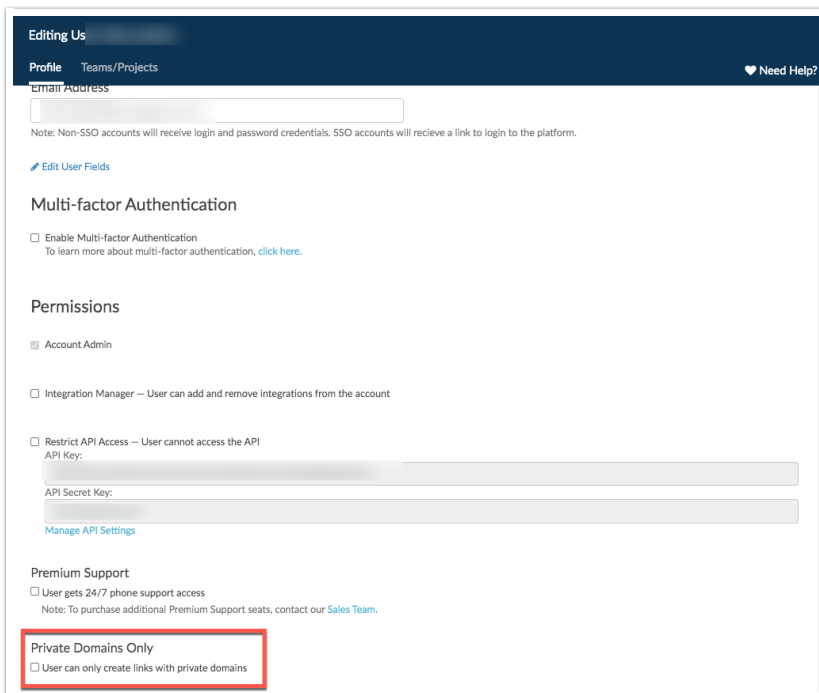 Editing Us
Profile Teams/Projects
Need Help?
Email Address
Note: Non-SSO accounts will receive login and password credentials. SSO accounts will recieve a link to login to the platform.
Edit User Fields
Multi-factor Authentication
Enable Multi-factor Authentication
To learn more about multi-factor authentication, click here.
Permissions
Account Admin
Integration Manager — User can add and remove integrations from the account
Restrict API Access — User cannot access the API
API Key:
API Secret Key:
Manage API Settings
Premium Support
User gets 24/7 phone support access
Note: To purchase additional Premium Support seats, contact our Sales Team.
Private Domains Only
User can only create links with private domains